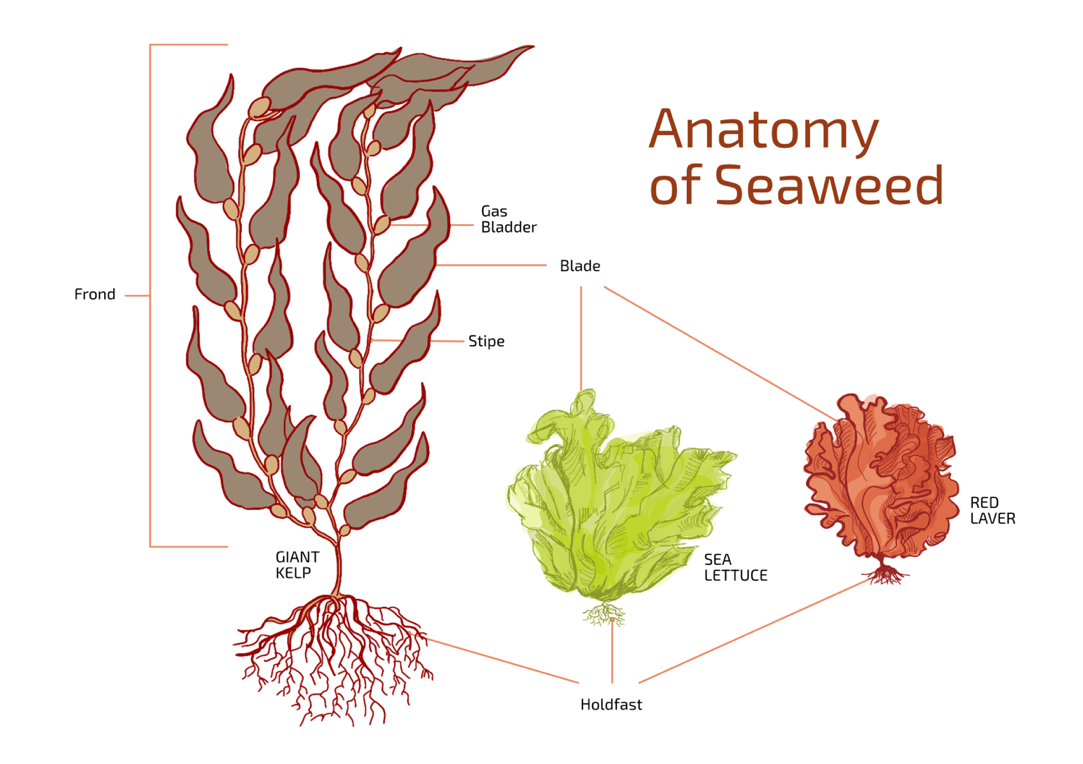 Anatomy
of Seaweed
Gas
Bladder
Blade
Frond
Stipe
RED
LAVER
GIANT
KELP
SEA
LETTUCE
Holdfast